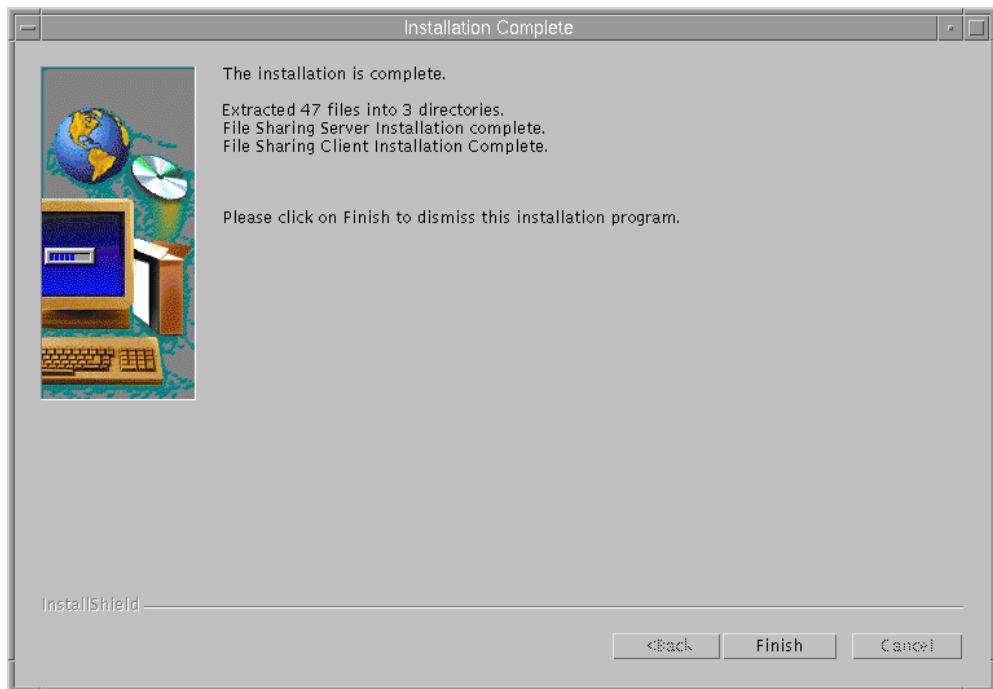 Installation Complete
The installation is complete.
Extracted 47 files into 3 directories.
File Sharing Server Installation complete.
File Sharing Client Installation Complete.
Please click on Finish to dismiss this installation program.
InstallShield
<Back
Finish
Cancel